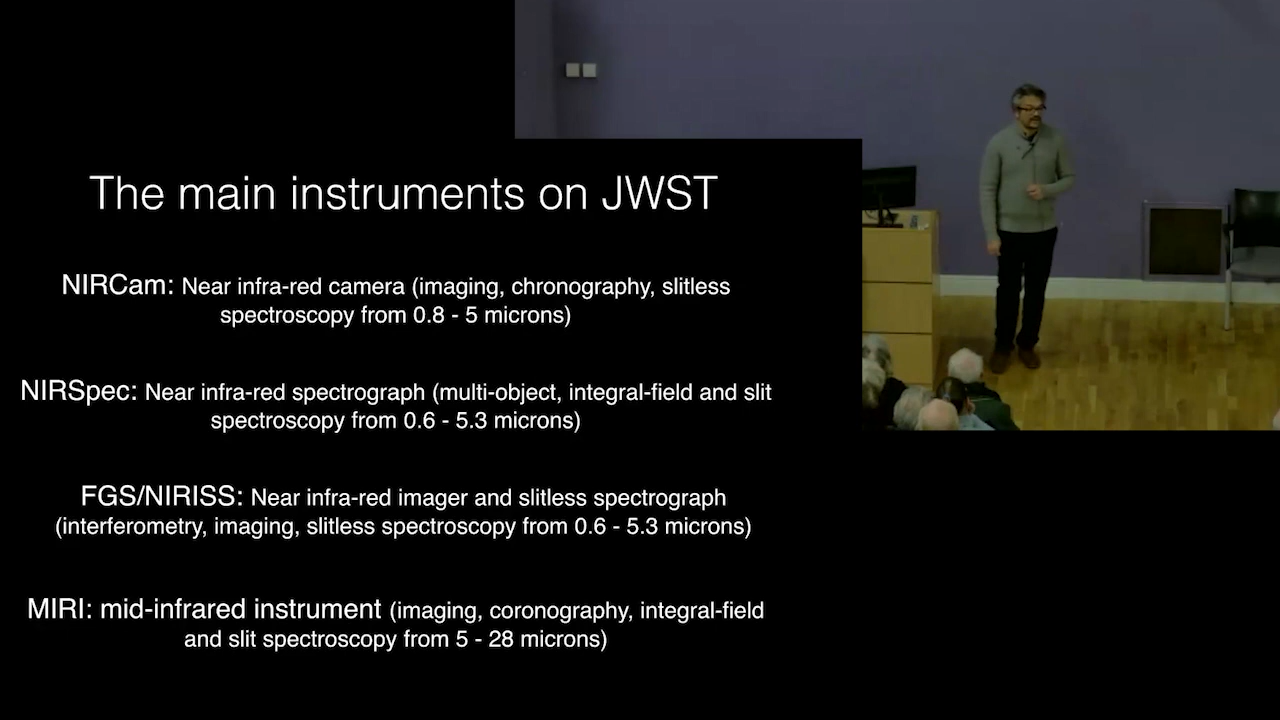 The main instruments on JWST
NIRCam: Near infra-red camera (imaging, chronography, slitless
spectroscopy from 0.8 - 5 microns)
NIRSpec: Near infra-red spectrograph (multi-object, integral-field and slit
spectroscopy from 0.6 - 5.3 microns)
FGS/NIRISS: Near infra-red imager and slitless spectrograph
(interferometry, imaging, slitless spectroscopy from 0.6 - 5.3 microns)
MIRI: mid-infrared instrument (imaging, coronography, integral-field
and slit spectroscopy from 5 - 28 microns)